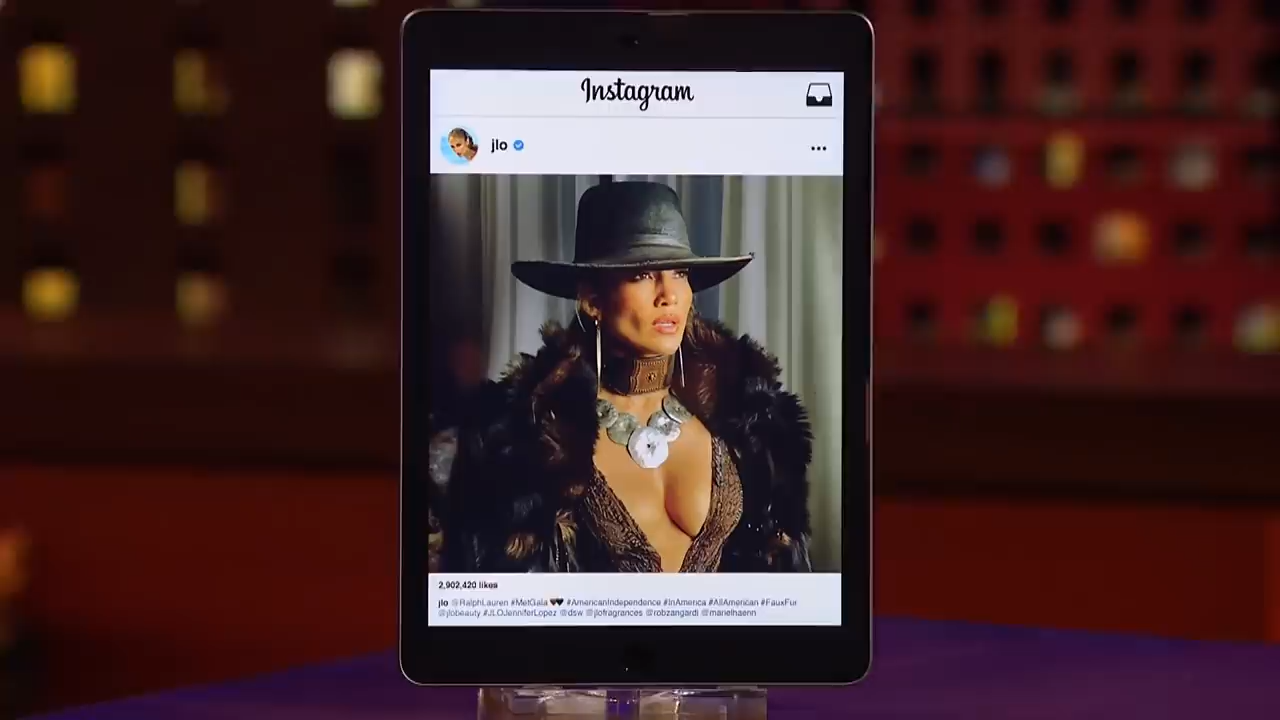 Instagram
jlo
2,902,420 likes
jlo @RalphLauren #MetGala 🖤🖤 #AmericanIndependence #InAmerica #AllAmerican #FauxFur
@jlobeauty #JLOJenniferLopez @dsw @jlofragrances @robzangardi @marielhaenn